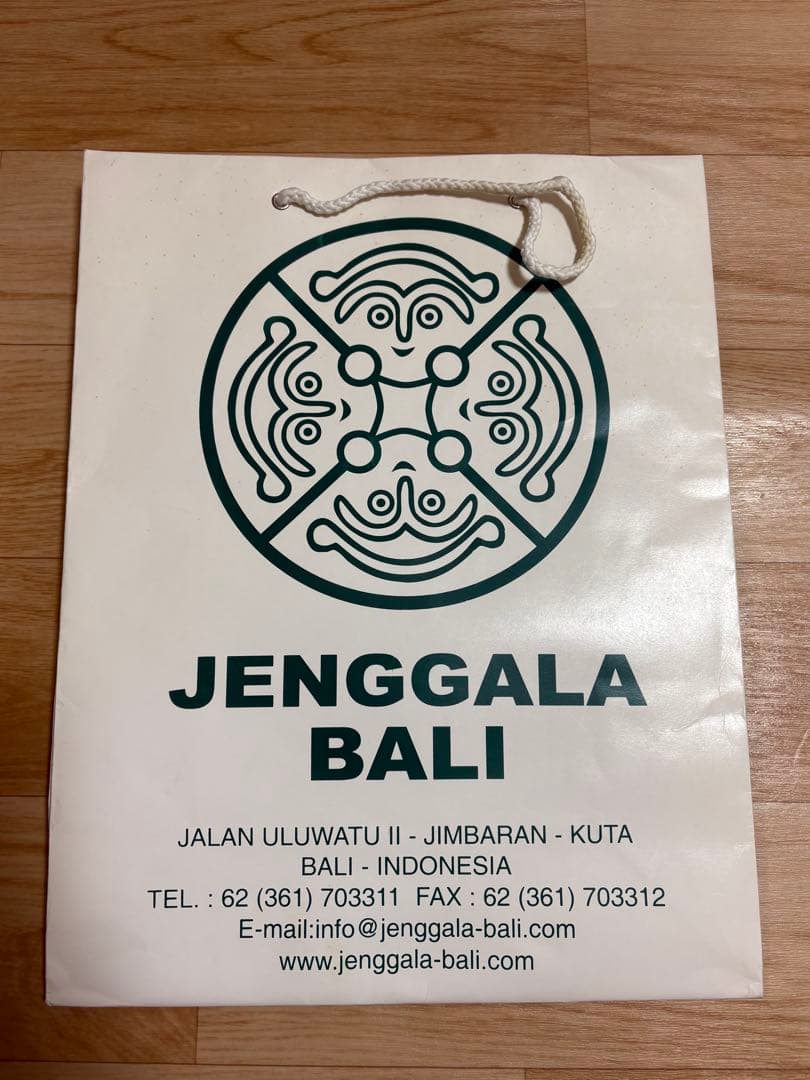 JENGGALA
BALI
JALAN ULUWATU II - JIMBARAN - KUTA
BALI - INDONESIA
TEL. : 62 (361) 703311  FAX : 62 (361) 703312
E-mail:info@jenggala-bali.com
www.jenggala-bali.com